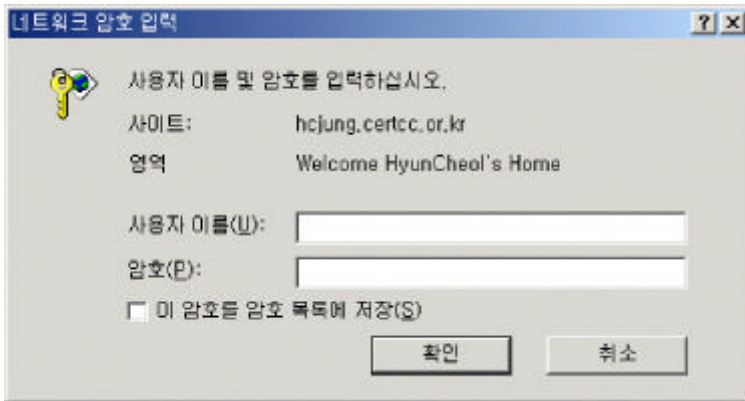 네트워크 암호 입력
사용자 이름 및 암호를 입력하십시오.
사이트: hcjung.certcc.or.kr
영역 Welcome HyunCheol's Home
사용자 이름(U):
암호(P):
이 암호를 암호 목록에 저장(S)
확인 취소